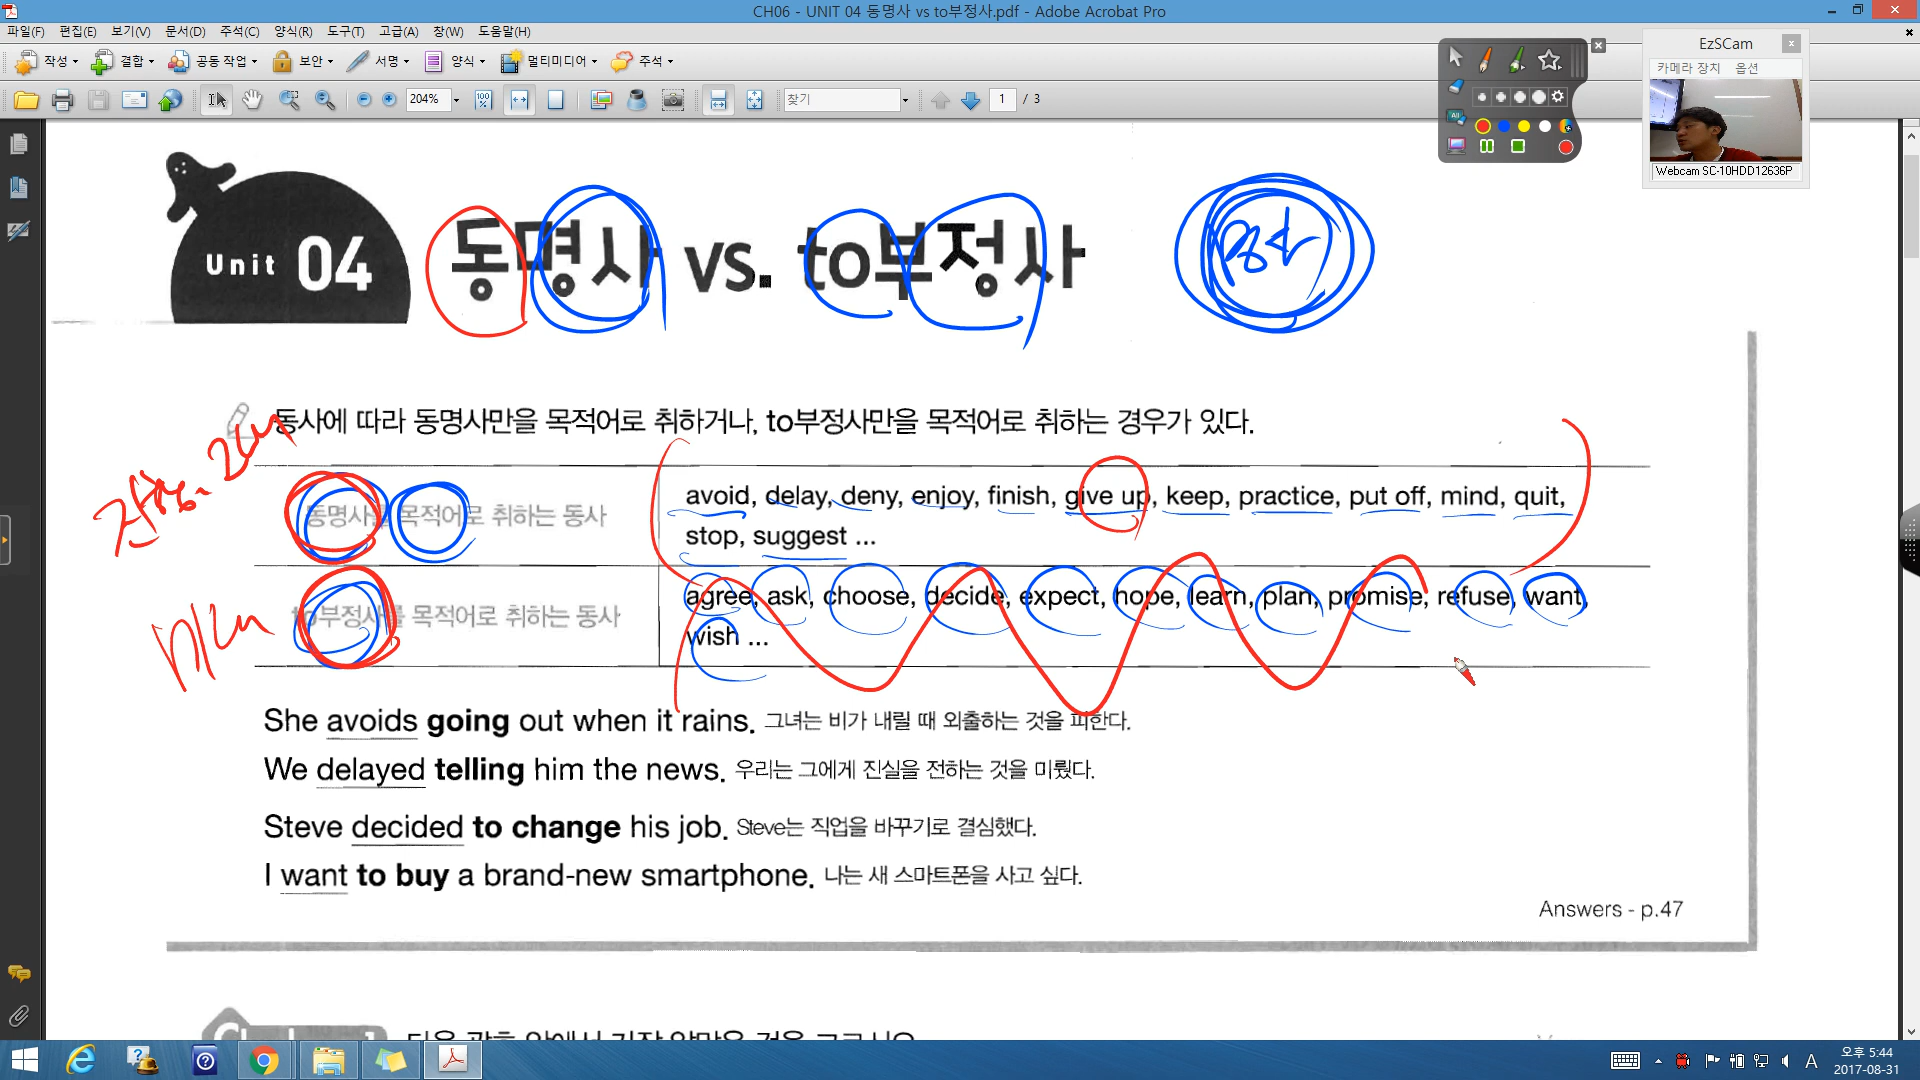 CH06 - UNIT 04 동명사 vs to부정사.pdf - Adobe Acrobat Pro
파일(F) 편집(E) 보기(V) 문서(D) 주석(C) 양식(R) 도구(T) 고급(A) 창(W) 도움말(H)
작성 결합 공동 작업 보안 서명 양식 멀티미디어 주석
204% 찾기 1 / 3
EzSCam
카메라 장치 옵션
Webcam SC-10HDD12636P
Unit 04 동명사 vs. to부정사
동사에 따라 동명사만을 목적어로 취하거나, to부정사만을 목적어로 취하는 경우가 있다.
동명사를 목적어로 취하는 동사
avoid, delay, deny, enjoy, finish, give up, keep, practice, put off, mind, quit,
stop, suggest ...
to부정사를 목적어로 취하는 동사
agree, ask, choose, decide, expect, hope, learn, plan, promise, refuse, want,
wish ...
She avoids going out when it rains. 그녀는 비가 내릴 때 외출하는 것을 피한다.
We delayed telling him the news. 우리는 그에게 진실을 전하는 것을 미뤘다.
Steve decided to change his job. Steve는 직업을 바꾸기로 결심했다.
I want to buy a brand-new smartphone. 나는 새 스마트폰을 사고 싶다.
Answers - p.47
A
오후 5:44
2017-08-31